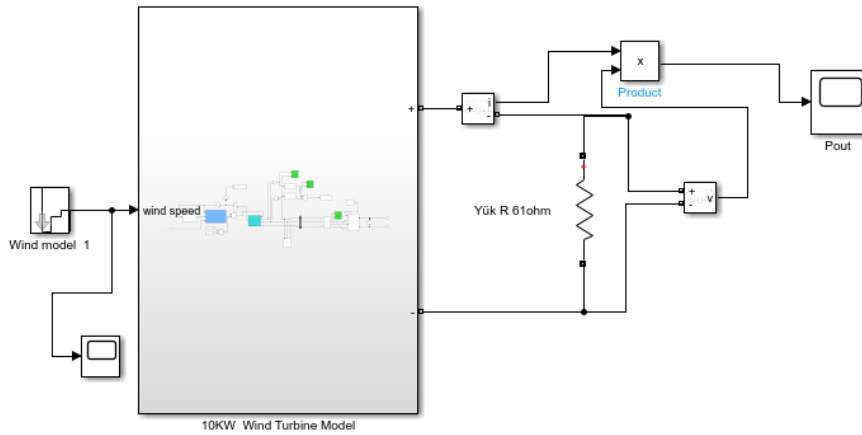 Product
Pout
wind speed
+
-
i
+
-
x
+
-
v
Yük R 61ohm
Wind model  1
10KW  Wind Turbine Model